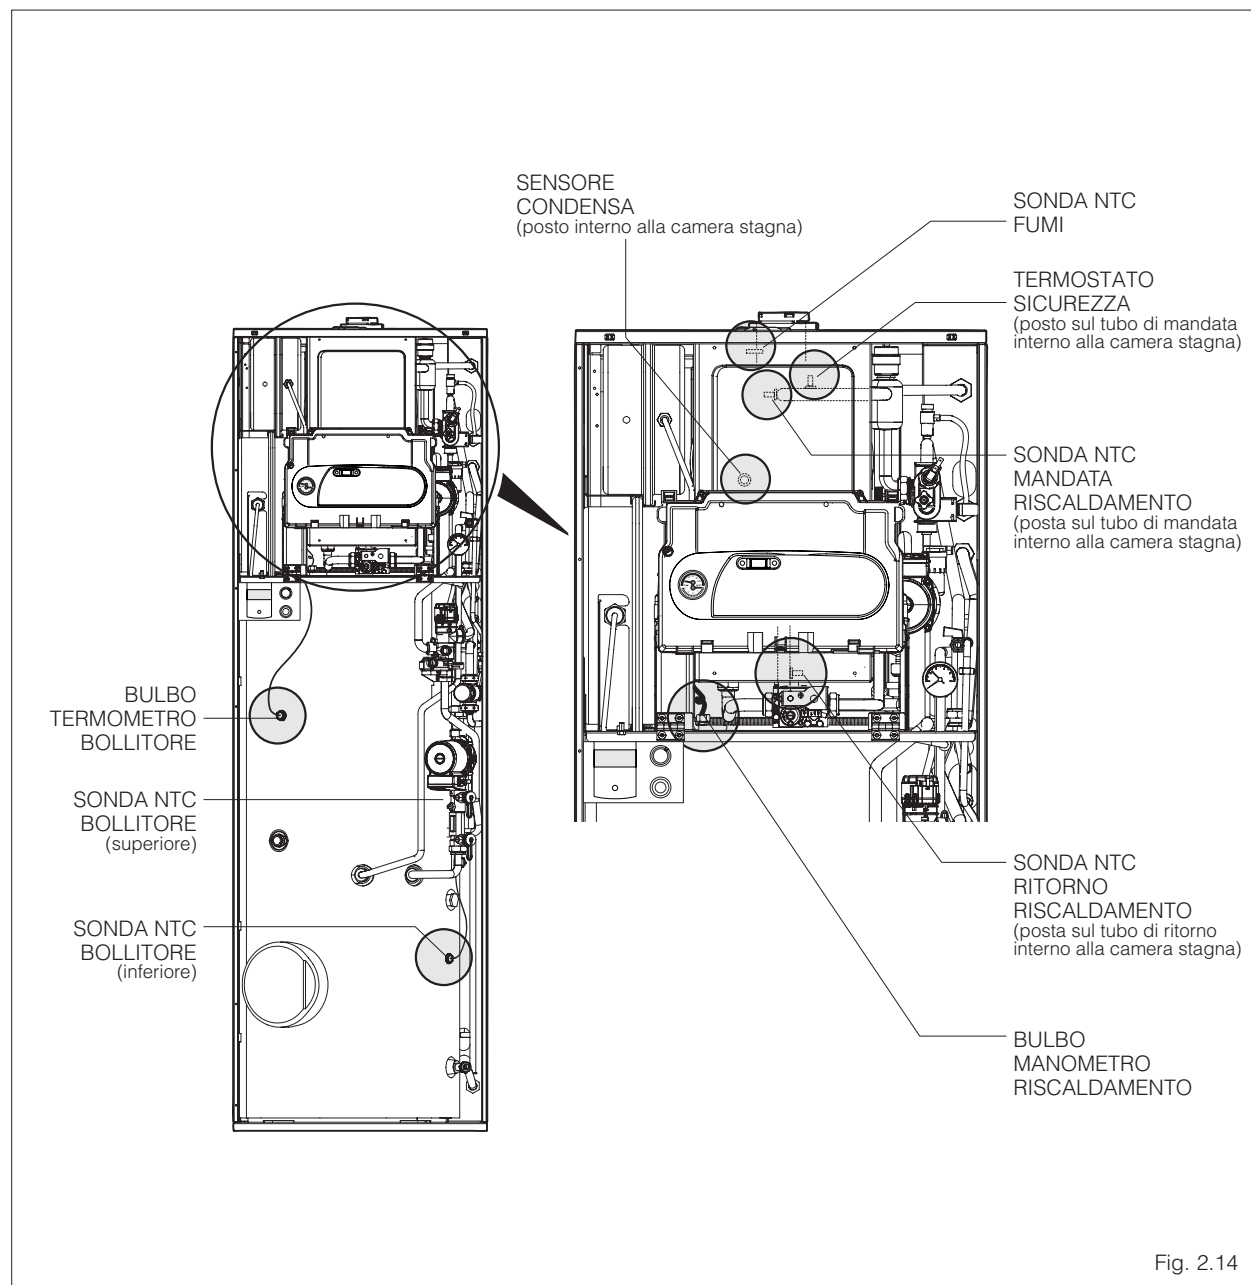 SENSORE
CONDENSA
(posto interno alla camera stagna)
SONDA NTC
FUMI
TERMOSTATO
SICUREZZA
(posto sul tubo di mandata
interno alla camera stagna)
SONDA NTC
MANDATA
RISCALDAMENTO
(posta sul tubo di mandata
interno alla camera stagna)
BULBO
TERMOMETRO
BOLLITORE
SONDA NTC
BOLLITORE
(superiore)
SONDA NTC
BOLLITORE
(inferiore)
SONDA NTC
RITORNO
RISCALDAMENTO
(posta sul tubo di ritorno
interno alla camera stagna)
BULBO
MANOMETRO
RISCALDAMENTO
Fig. 2.14